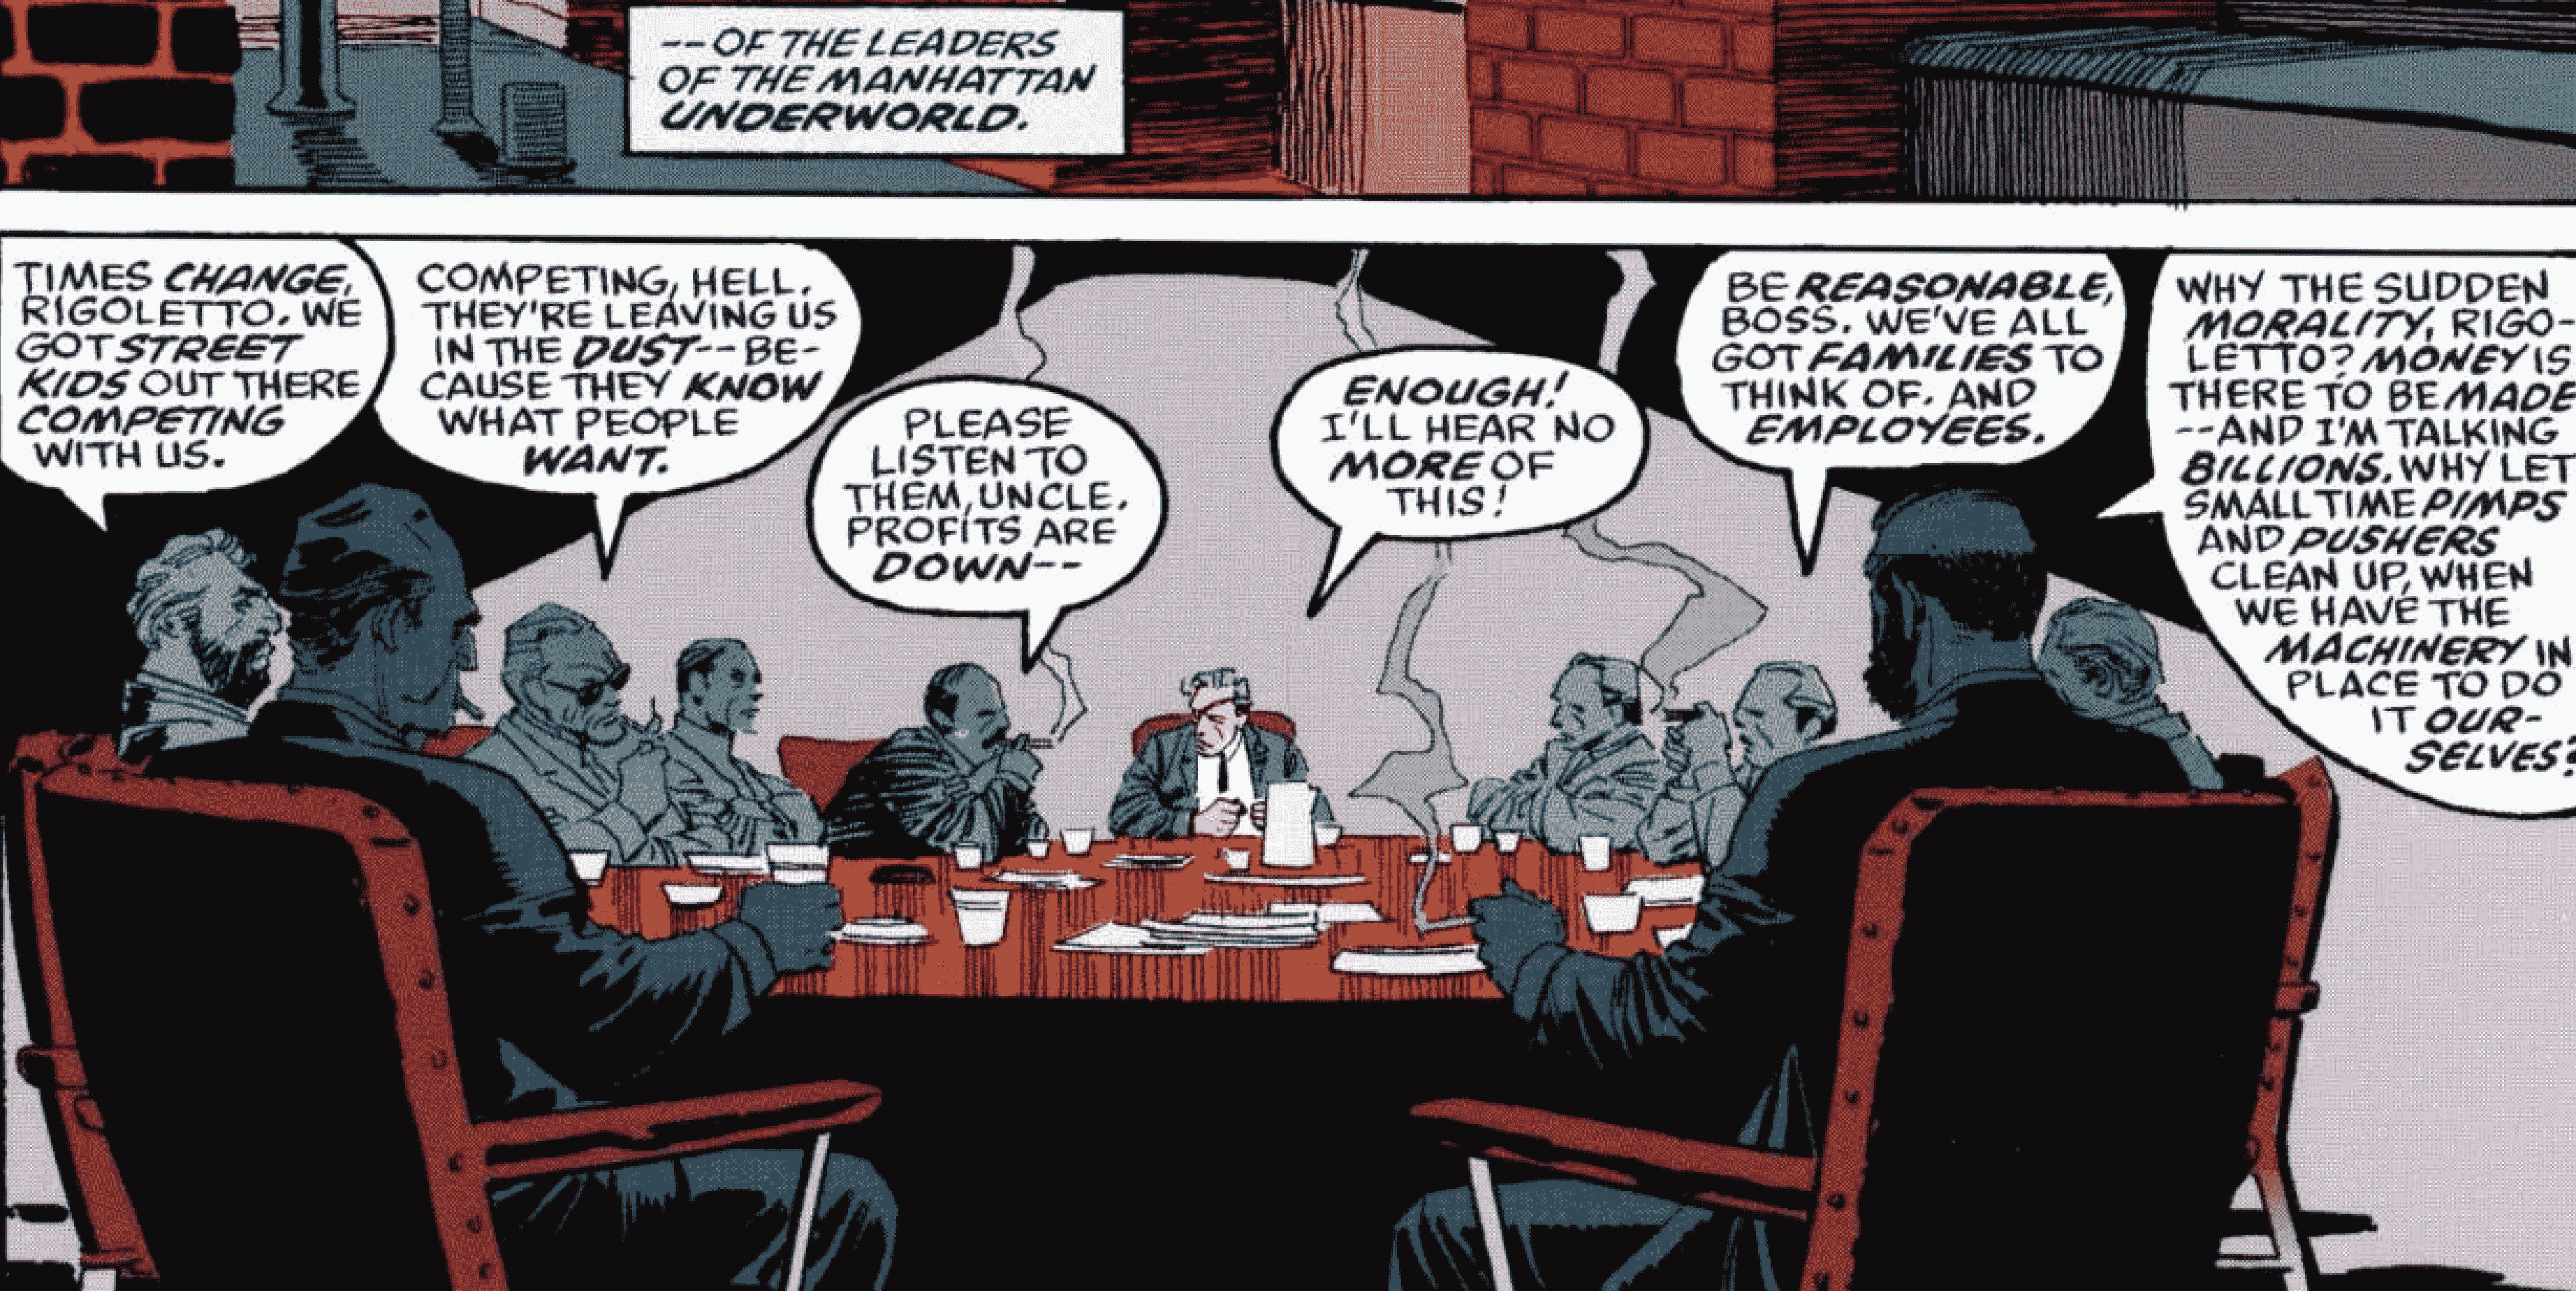 --OF THE LEADERS
OF THE MANHATTAN
UNDERWORLD.
TIMES CHANGE,
RIGOLETTO. WE
GOT STREET
KIDS OUT THERE
COMPETING
WITH US.
COMPETING, HELL.
THEY'RE LEAVING US
IN THE DUST--BE-
CAUSE THEY KNOW
WHAT PEOPLE
WANT.
PLEASE
LISTEN TO
THEM, UNCLE.
PROFITS ARE
DOWN--
ENOUGH!
I'LL HEAR NO
MORE OF
THIS!
BE REASONABLE,
BOSS. WE'VE ALL
GOT FAMILIES TO
THINK OF. AND
EMPLOYEES.
WHY THE SUDDEN
MORALITY, RIGO-
LETTO? MONEY IS
THERE TO BE MADE
--AND I'M TALKING
BILLIONS. WHY LET
SMALL TIME PIMPS
AND PUSHERS
CLEAN UP, WHEN
WE HAVE THE
MACHINERY IN
PLACE TO DO
IT OUR-
SELVES?